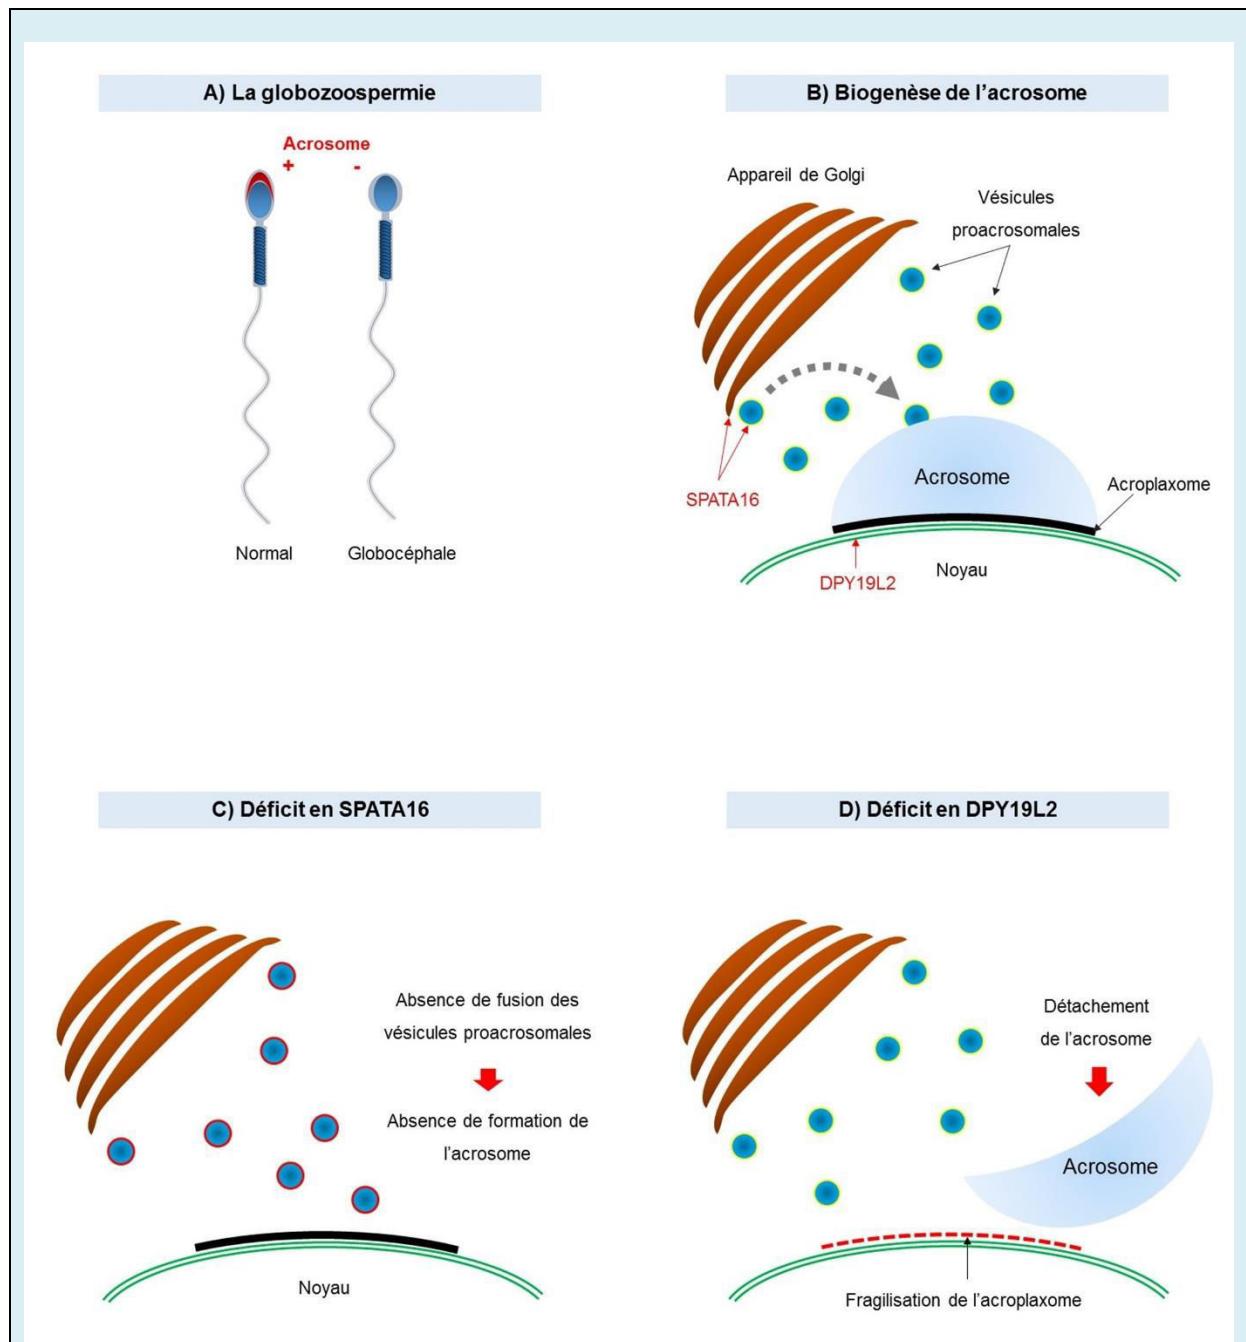 A) La globozoospermie
Acrosome
+ -
Normal
Globocéphale
B) Biogenèse de l'acrosome
Appareil de Golgi
Vésicules
proacrosomales
SPATA16
Acrosome
Acroplaxome
DPY19L2
Noyau
C) Déficit en SPATA16
Absence de fusion des
vésicules proacrosomales
Absence de formation de
l'acrosome
Noyau
D) Déficit en DPY19L2
Détachement
de l'acrosome
Acrosome
Fragilisation de l'acroplaxome